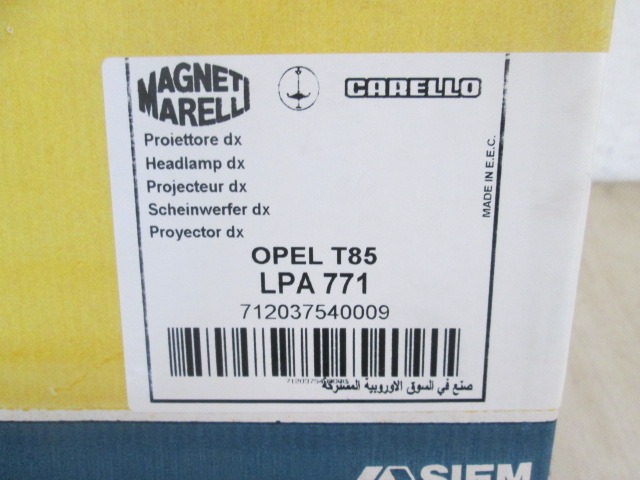 MAGNETI
MARELLI
CARELLO
Proiettore dx
Headlamp dx
Projecteur dx
Scheinwerfer dx
Proyector dx
MADE IN E.E.C.
OPEL T85
LPA 771
712037540009
صنع في السوق الاوروبية المشتركة
SIEM